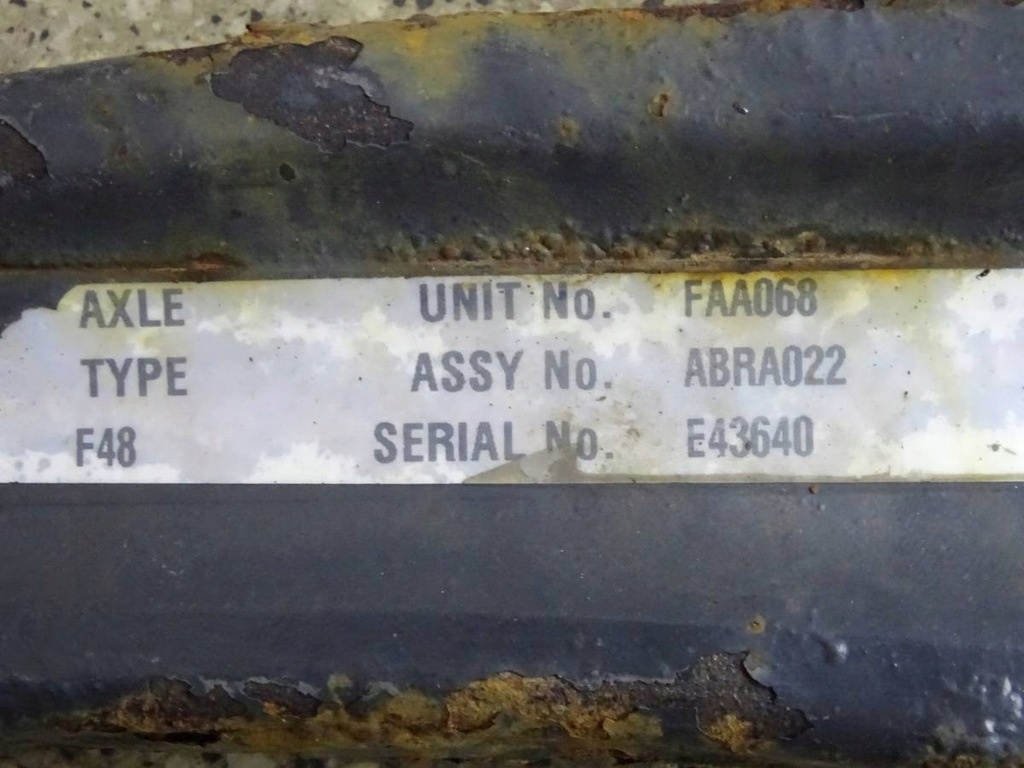 AXLE UNIT No. FAA068
TYPE ASSY No. ABRA022
F48 SERIAL No. E43640